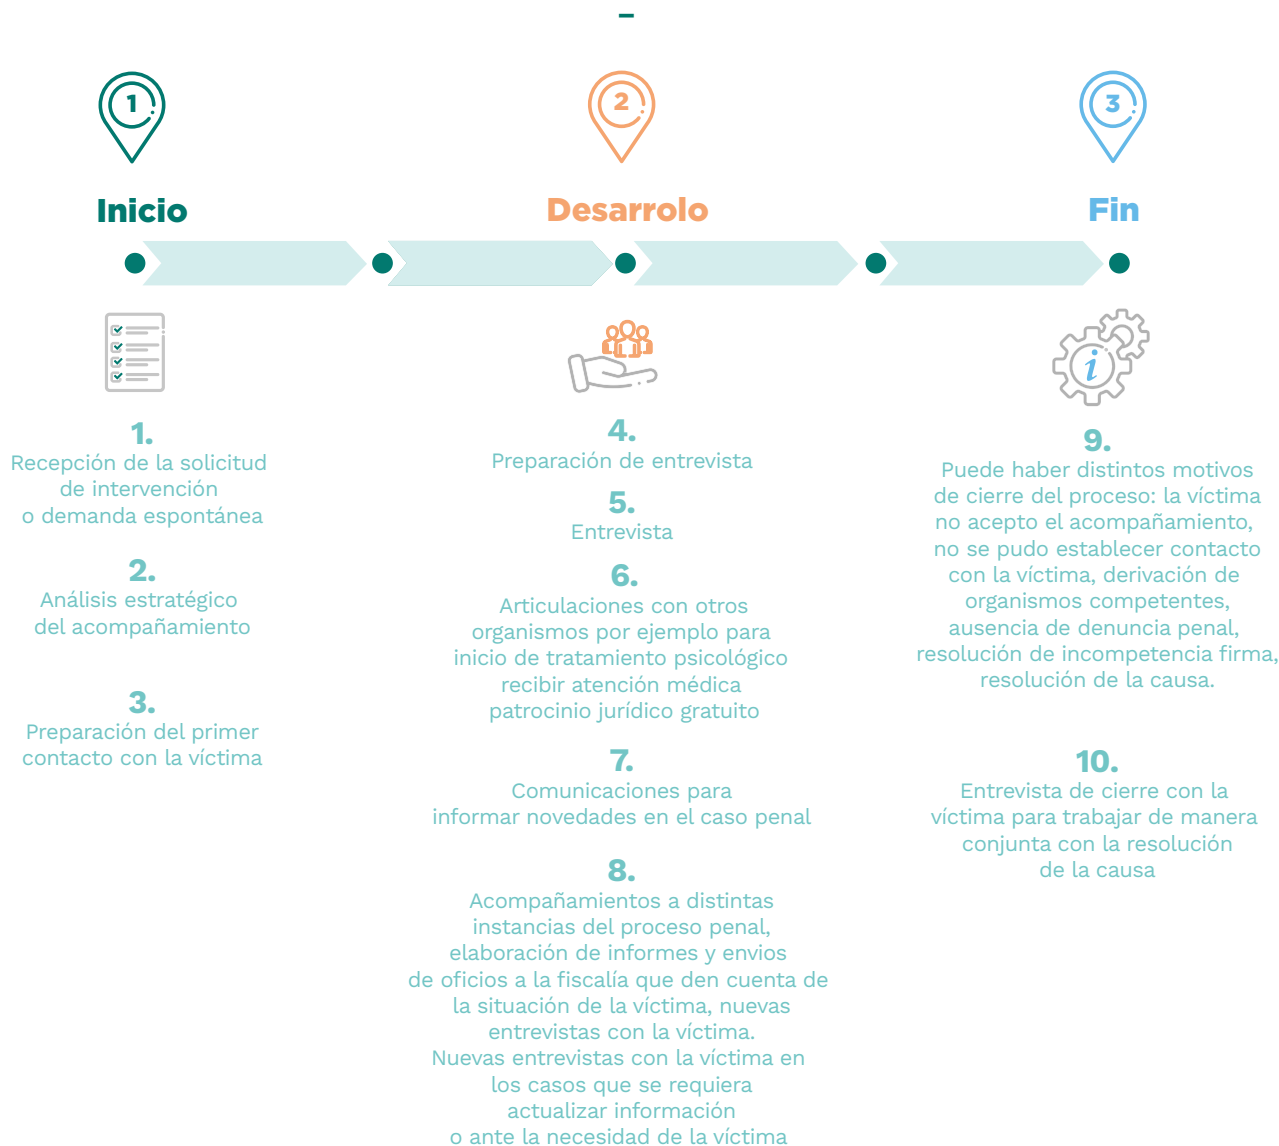 –
1
Inicio
1.
Recepción de la solicitud
de intervención
o demanda espontánea
2.
Análisis estratégico
del acompañamiento
3.
Preparación del primer
contacto con la víctima
2
Desarrolo
4.
Preparación de entrevista
5.
Entrevista
6.
Articulaciones con otros
organismos por ejemplo para
inicio de tratamiento psicológico
recibir atención médica
patrocinio jurídico gratuito
7.
Comunicaciones para
informar novedades en el caso penal
8.
Acompañamientos a distintas
instancias del proceso penal,
elaboración de informes y envios
de oficios a la fiscalía que den cuenta de
la situación de la víctima, nuevas
entrevistas con la víctima.
Nuevas entrevistas con la víctima en
los casos que se requiera
actualizar información
o ante la necesidad de la víctima
3
Fin
i
9.
Puede haber distintos motivos
de cierre del proceso: la víctima
no acepto el acompañamiento,
no se pudo establecer contacto
con la víctima, derivación de
organismos competentes,
ausencia de denuncia penal,
resolución de incompetencia firma,
resolución de la causa.
10.
Entrevista de cierre con la
víctima para trabajar de manera
conjunta con la resolución
de la causa